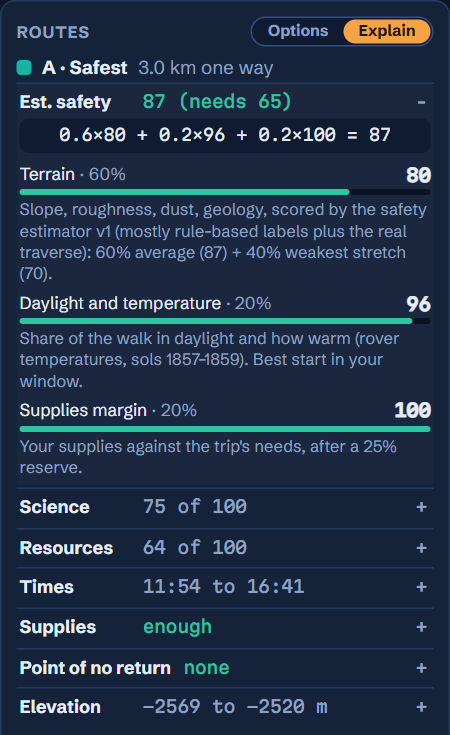 ROUTES Options Explain
A · Safest 3.0 km one way
Est. safety 87 (needs 65) -
0.6×80 + 0.2×96 + 0.2×100 = 87
Terrain · 60% 80
Slope, roughness, dust, geology, scored by the safety
estimator v1 (mostly rule-based labels plus the real
traverse): 60% average (87) + 40% weakest stretch
(70).
Daylight and temperature · 20% 96
Share of the walk in daylight and how warm (rover
temperatures, sols 1857–1859). Best start in your
window.
Supplies margin · 20% 100
Your supplies against the trip's needs, after a 25%
reserve.
Science 75 of 100 +
Resources 64 of 100 +
Times 11:54 to 16:41 +
Supplies enough +
Point of no return none +
Elevation −2569 to −2520 m +